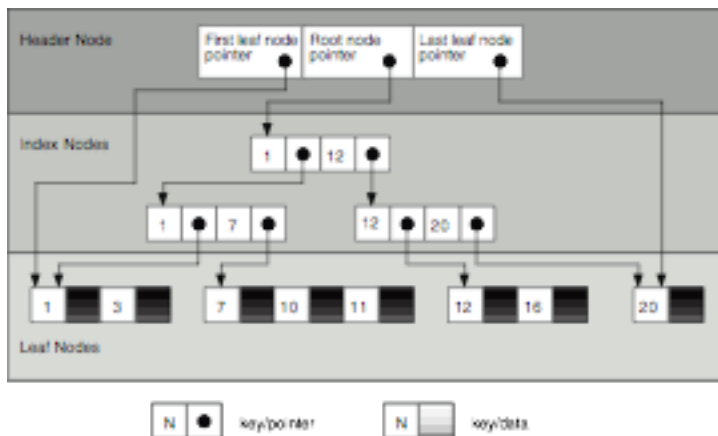 Header Node
First leaf node pointer
Root node pointer
Last leaf node pointer
Index Nodes
1 12
1 7
12 20
1 3
7 10 11
12 16
20
Leaf Nodes
N key/pointer
N key/data